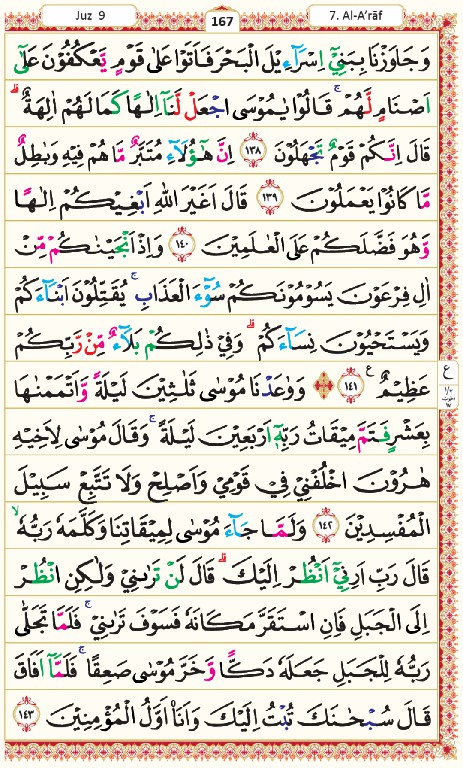 Juz 9
167
7. Al-A'rāf
وَجَاوَزْنَا بِبَنِيْۤ اِسْرَآءِيْلَ الْبَحْرَ فَاَتَوْا عَلٰى قَوْمٍ يَّعْكُفُوْنَ عَلٰٓى
اَصْنَامٍ لَّهُمْ ۚ قَالُوْا يٰمُوْسَى اجْعَلْ لَّنَاۤ اِلٰهًا كَمَا لَهُمْ اٰلِهَةٌ ؕ
قَالَ اِنَّكُمْ قَوْمٌ تَجْهَلُوْنَ ١٣٨ اِنَّ هٰٓؤُلَآءِ مُتَبَّرٌ مَّا هُمْ فِيْهِ وَبٰطِلٌ
مَّا كَانُوْا يَعْمَلُوْنَ ١٣٩ قَالَ اَغَيْرَ اللهِ اَبْغِيْكُمْ اِلٰهًا
وَّهُوَ فَضَّلَكُمْ عَلَى الْعٰلَمِيْنَ ١٤٠ وَاِذْ اَنْجَيْنٰكُمْ مِّنْ
اٰلِ فِرْعَوْنَ يَسُوْمُوْنَكُمْ سُوْٓءَ الْعَذَابِ ۚ يُقَتِّلُوْنَ اَبْنَآءَكُمْ
وَيَسْتَحْيُوْنَ نِسَآءَكُمْ ؕ وَفِيْ ذٰلِكُمْ بَلَآءٌ مِّنْ رَّبِّكُمْ
عَظِيْمٌ ١٤١ ع وَوٰعَدْنَا مُوْسٰى ثَلٰثِيْنَ لَيْلَةً وَّاَتْمَمْنٰهَا
بِعَشْرٍ فَتَمَّ مِيْقَاتُ رَبِّهٖۤ اَرْبَعِيْنَ لَيْلَةً ۚ وَقَالَ مُوْسٰى لِاَخِيْهِ
هٰرُوْنَ اخْلُفْنِيْ فِيْ قَوْمِيْ وَاَصْلِحْ وَلَا تَتَّبِعْ سَبِيْلَ
الْمُفْسِدِيْنَ ١٤٢ وَلَمَّا جَآءَ مُوْسٰى لِمِيْقَاتِنَا وَكَلَّمَهٗ رَبُّهٗ ۙ
قَالَ رَبِّ اَرِنِيْۤ اَنْظُرْ اِلَيْكَ ؕ قَالَ لَنْ تَرٰىنِيْ وَلٰكِنِ انْظُرْ
اِلَى الْجَبَلِ فَاِنِ اسْتَقَرَّ مَكَانَهٗ فَسَوْفَ تَرٰىنِيْ ۚ فَلَمَّا تَجَلّٰى
رَبُّهٗ لِلْجَبَلِ جَعَلَهٗ دَكًّا وَّخَرَّ مُوْسٰى صَعِقًا ۚ فَلَمَّاۤ اَفَاقَ
قَالَ سُبْحٰنَكَ تُبْتُ اِلَيْكَ وَاَنَا۠ اَوَّلُ الْمُؤْمِنِيْنَ ١٤٣
ع